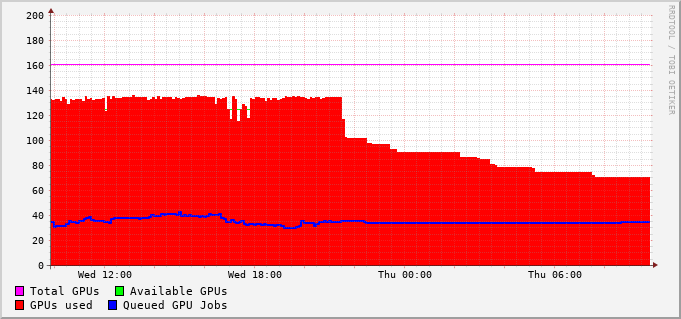 200
180
160
140
120
100
80
60
40
20
0
Wed 12:00 Wed 18:00 Thu 00:00 Thu 06:00
Total GPUs Available GPUs
GPUs used Queued GPU Jobs
RRDTOOL / TOBI OETIKER